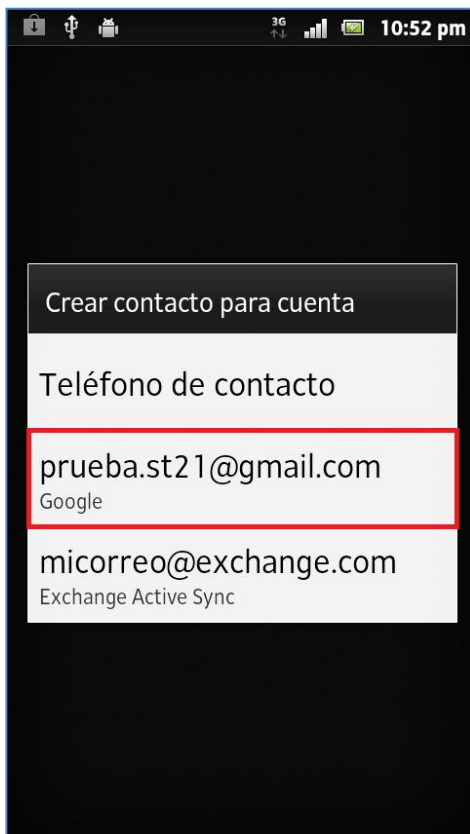 3G 10:52 pm
Crear contacto para cuenta
Teléfono de contacto
prueba.st21@gmail.com
Google
micorreo@exchange.com
Exchange Active Sync